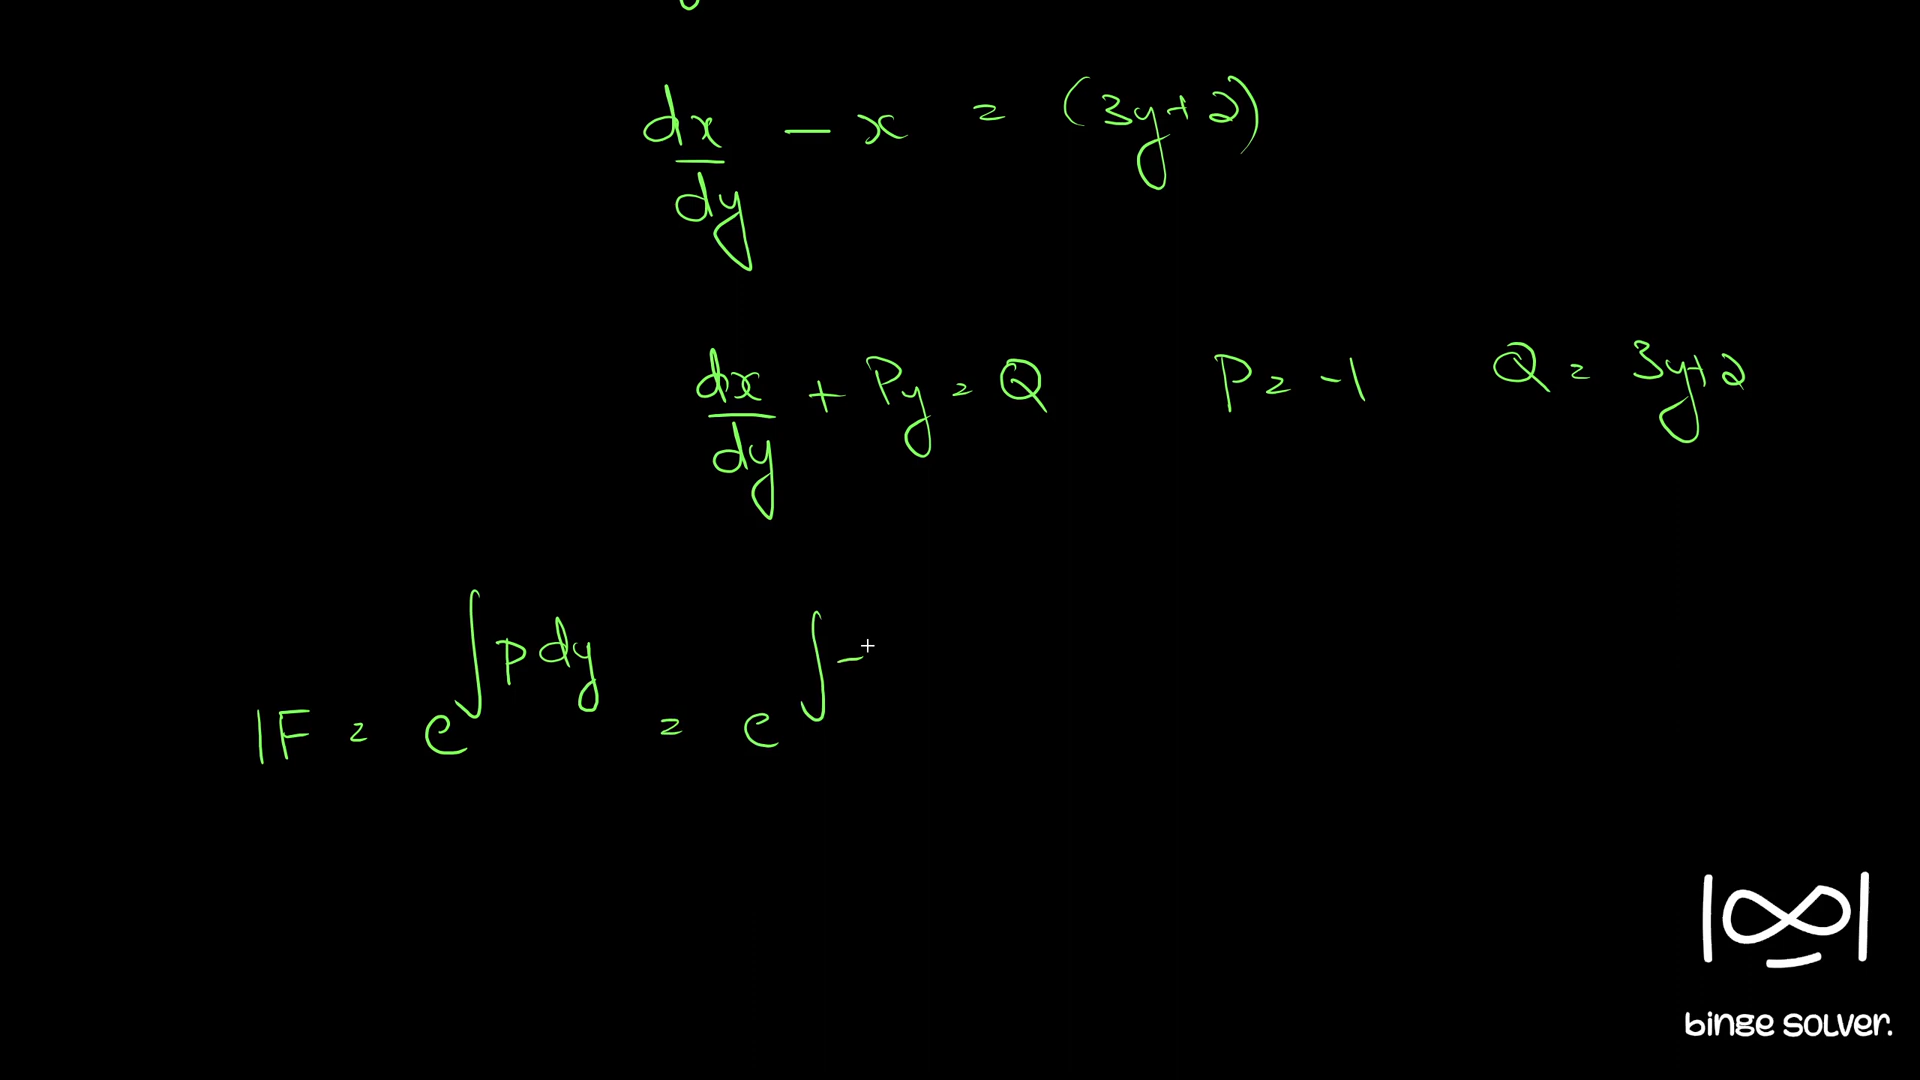 dx/dy - x = (3y+2)
dx/dy + Py = Q P = -1 Q = 3y+2
IF = e^∫P dy = e^∫-
binge solver.